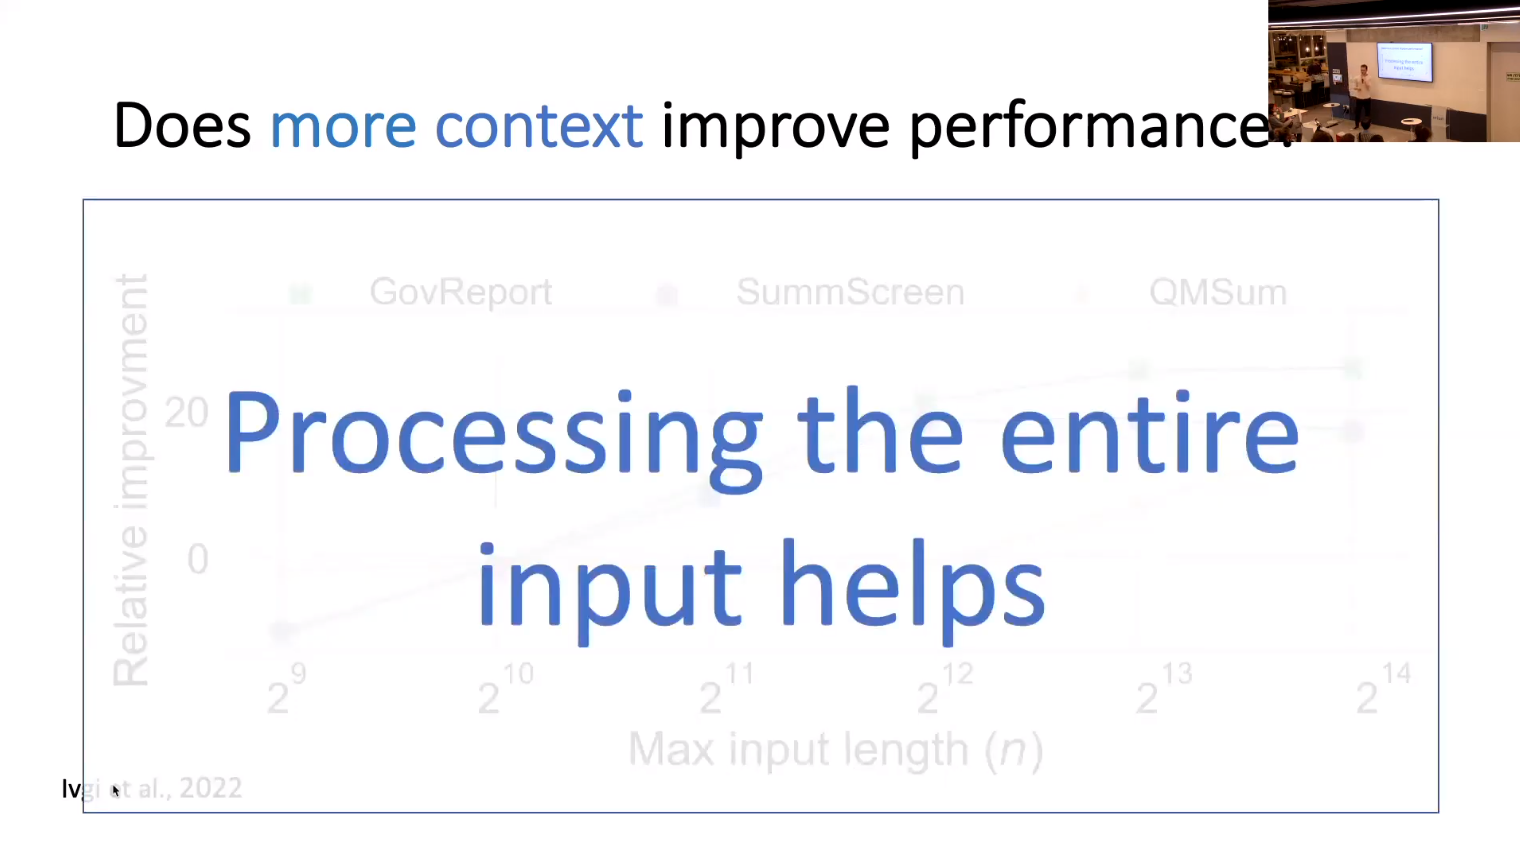 Does more context improve performance?
Processing the entire
input helps
GovReport SummScreen QMSum
Relative improvment
20
0
2^9 2^10 2^11 2^12 2^13 2^14
Max input length (n)
Ivgi et al., 2022